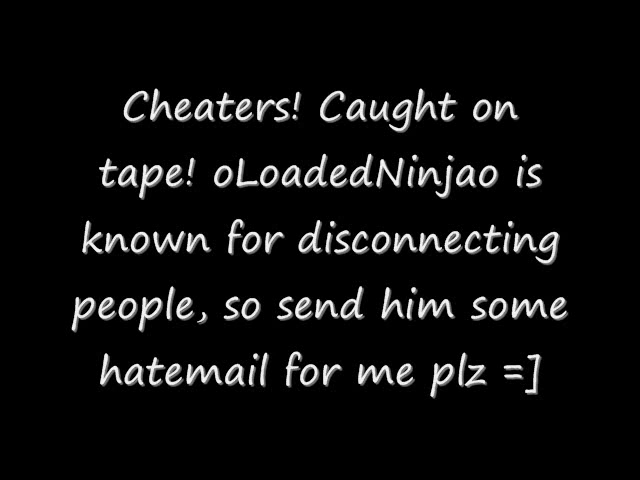 Cheaters! Caught on
tape! oLoadedNinjao is
known for disconnecting
people, so send him some
hatemail for me plz =]